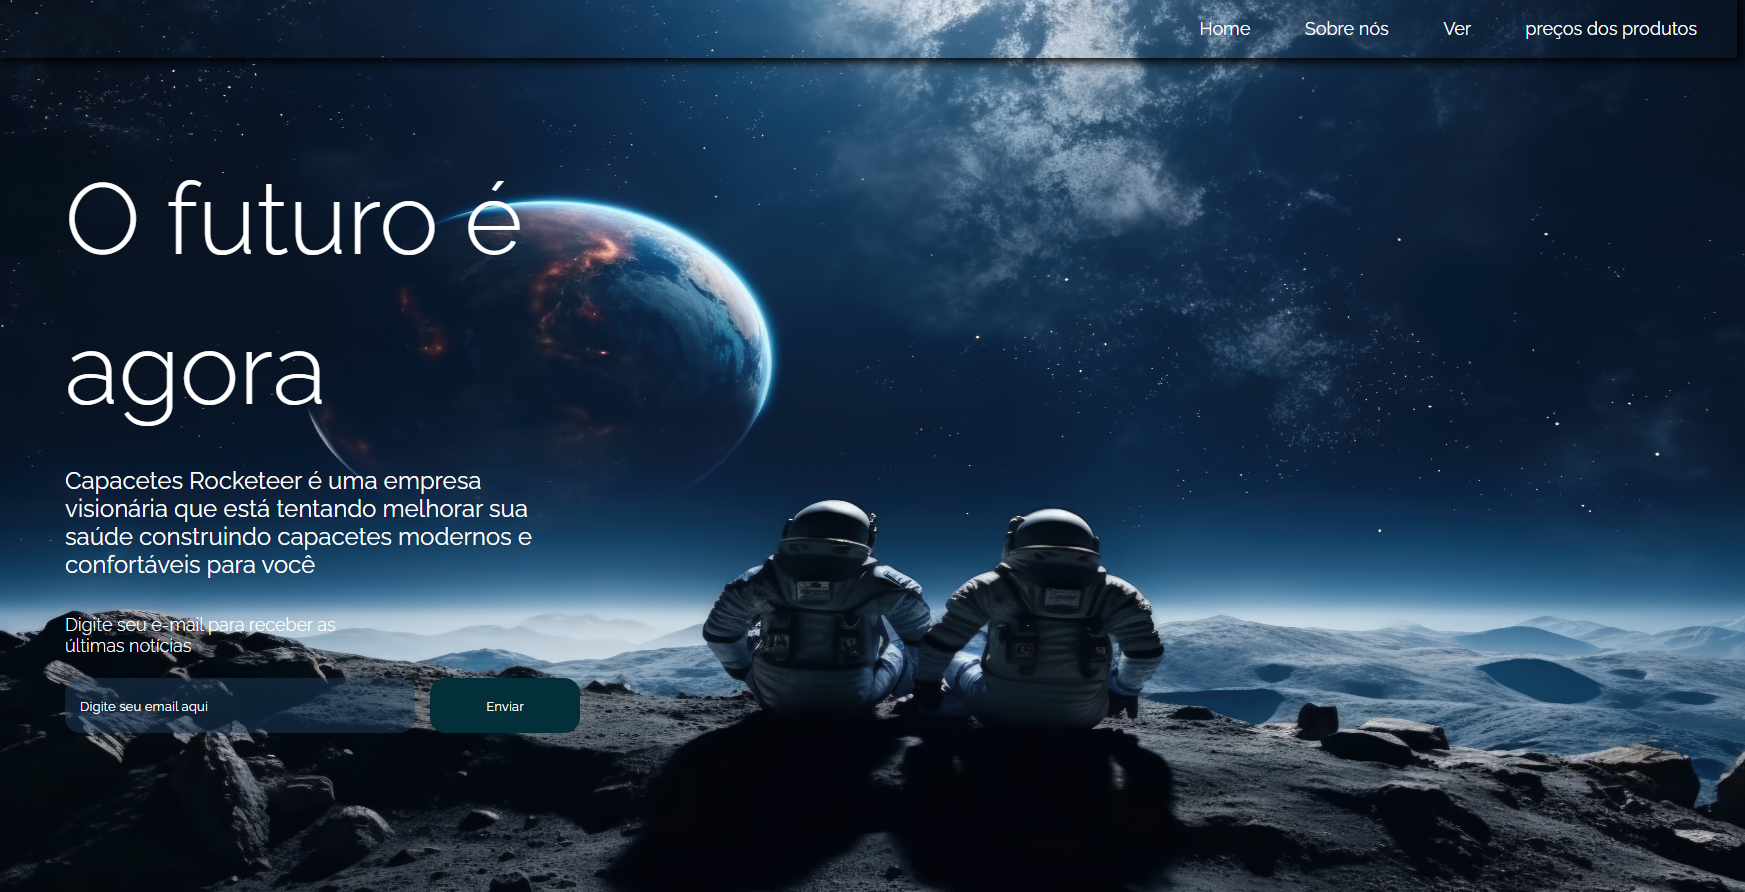 Home Sobre nós Ver preços dos produtos
O futuro é
agora
Capacetes Rocketeer é uma empresa
visionária que está tentando melhorar sua
saúde construindo capacetes modernos e
confortáveis para você
Digite seu e-mail para receber as
últimas notícias
Digite seu email aqui
Enviar